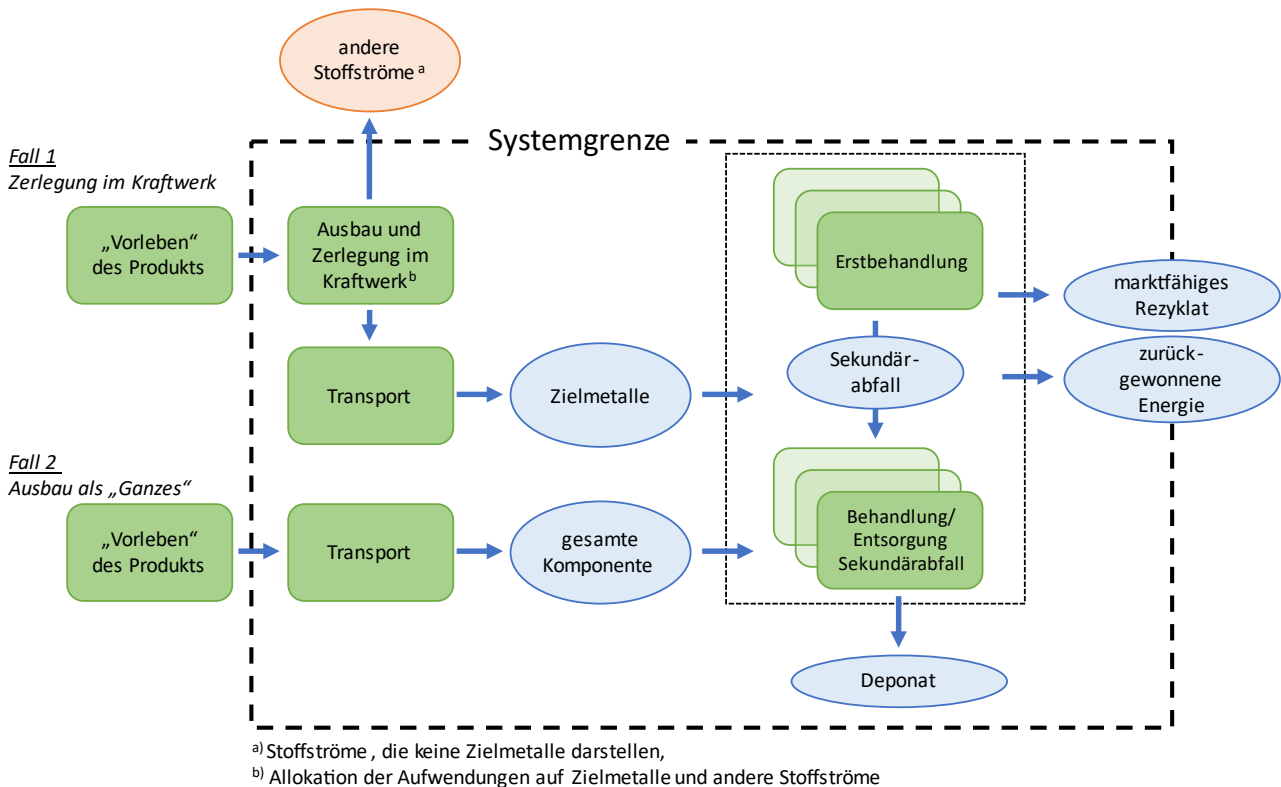 andere
Stoffströme a
Systemgrenze
Fall 1
Zerlegung im Kraftwerk
„Vorleben“
des Produkts
Ausbau und
Zerlegung im
Kraftwerk b
Erstbehandlung
marktfähiges
Rezyklat
Transport
Zielmetalle
Sekundär-
abfall
zurück-
gewonnene
Energie
Fall 2
Ausbau als „Ganzes“
„Vorleben“
des Produkts
Transport
gesamte
Komponente
Behandlung/
Entsorgung
Sekundärabfall
Deponat
a) Stoffströme , die keine Zielmetalle darstellen,
b) Allokation der Aufwendungen auf Zielmetalle und andere Stoffströme